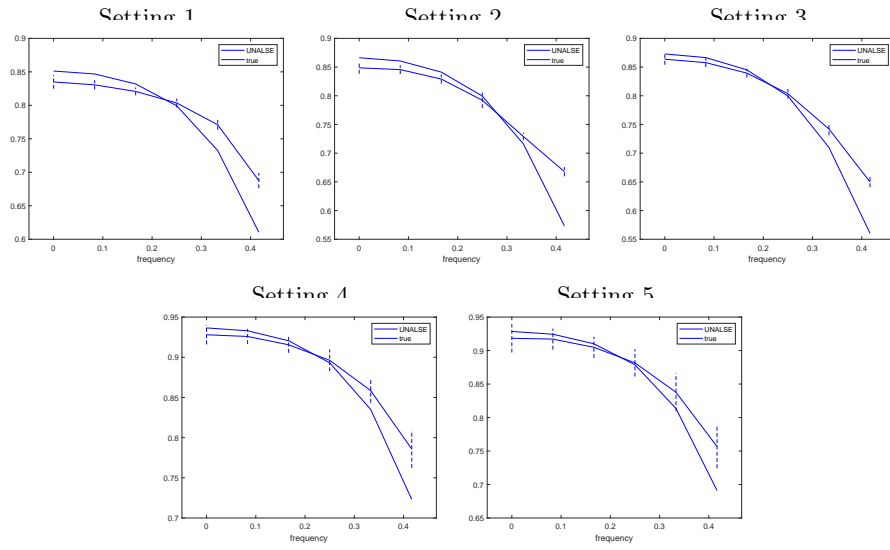 Setting 1 Setting 2 Setting 3
0.9 0.9 0.9
UNALSE UNALSE UNALSE
true true true
0.85 0.85 0.85
0.8 0.8 0.8
0.75 0.75 0.75
0.7 0.7 0.7
0.65 0.65 0.65
0.6 0.6 0.6
0.55 0.55
0 0.1 0.2 0.3 0.4 0 0.1 0.2 0.3 0.4 0 0.1 0.2 0.3 0.4
frequency frequency frequency
Setting 4 Setting 5
0.95 0.95
UNALSE UNALSE
true true
0.9 0.9
0.85 0.85
0.8 0.8
0.75 0.75
0.7 0.7
0.65
0 0.1 0.2 0.3 0.4 0 0.1 0.2 0.3 0.4
frequency frequency